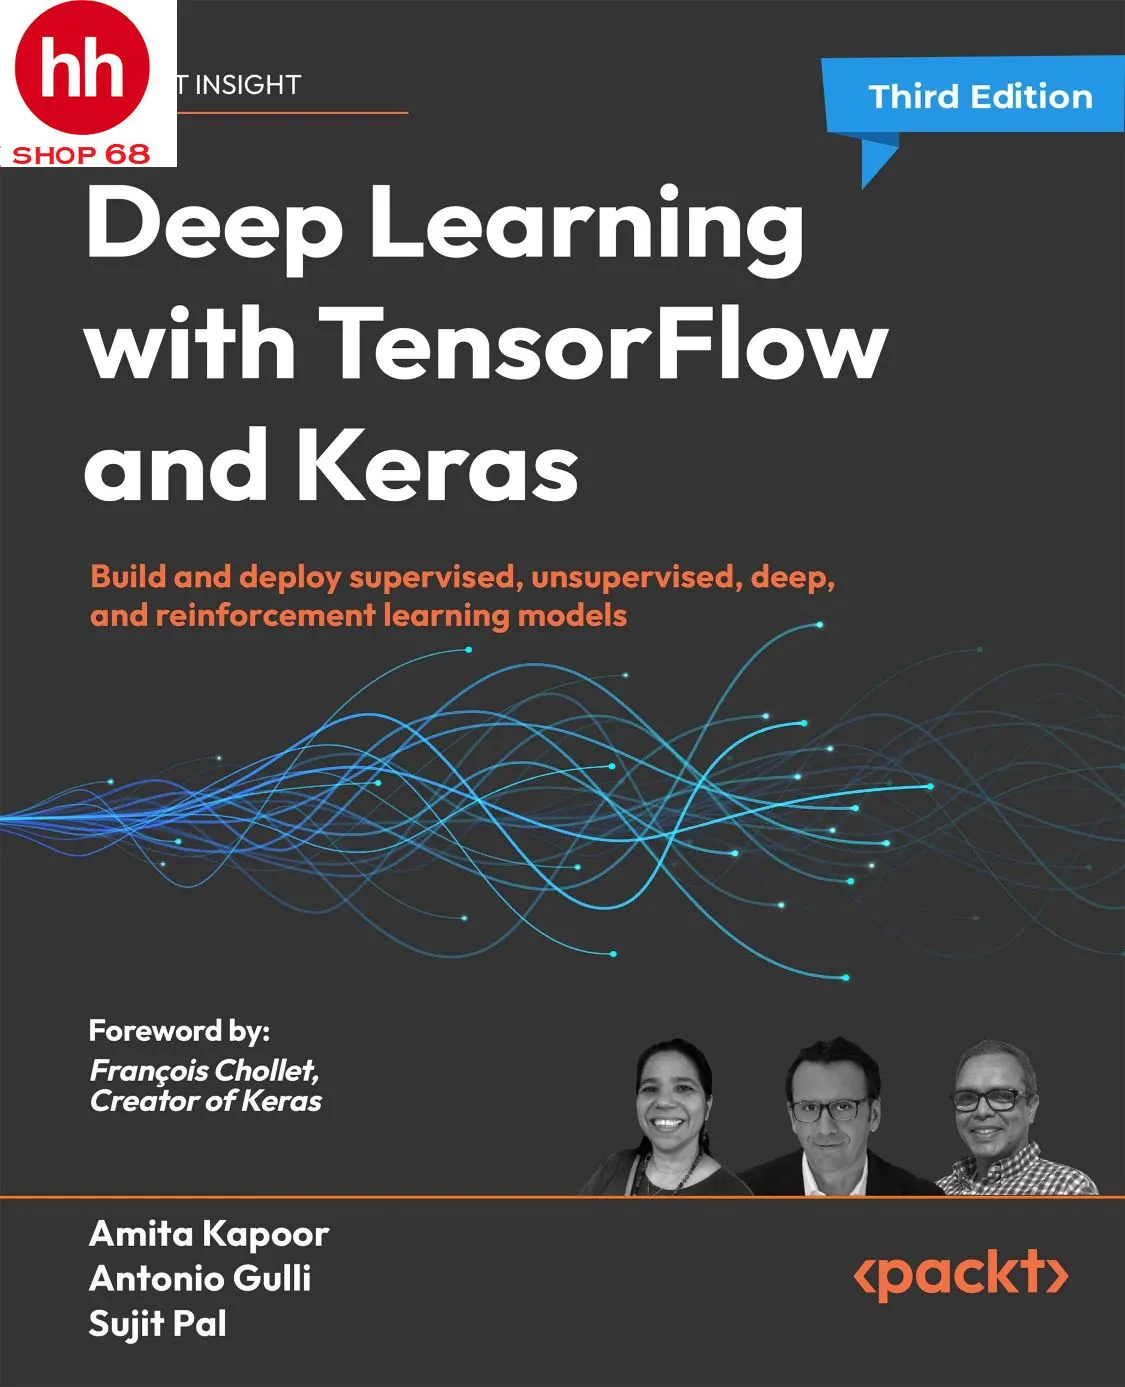 hh
SHOP 68
T INSIGHT
Third Edition
Deep Learning
with TensorFlow
and Keras
Build and deploy supervised, unsupervised, deep,
and reinforcement learning models
Foreword by:
François Chollet,
Creator of Keras
Amita Kapoor
Antonio Gulli
Sujit Pal
<packt>